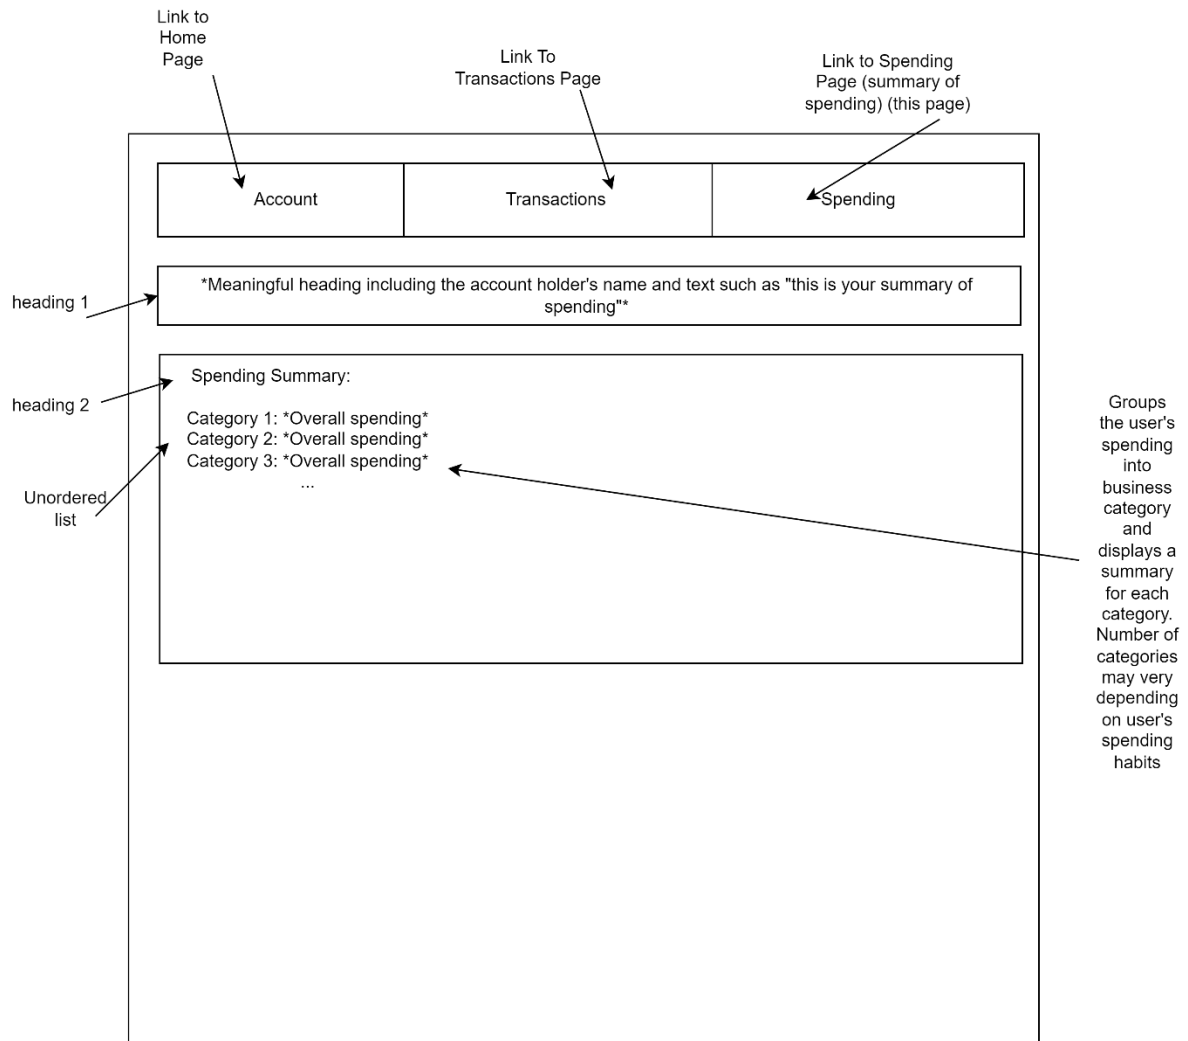 Link to
Home
Page
Link To
Transactions Page
Link to Spending
Page (summary of
spending) (this page)
Account
Transactions
Spending
heading 1
*Meaningful heading including the account holder's name and text such as "this is your summary of
spending"*
heading 2
Spending Summary:
Category 1: *Overall spending*
Category 2: *Overall spending*
Category 3: *Overall spending*
...
Unordered
list
Groups
the user's
spending
into
business
category
and
displays a
summary
for each
category.
Number of
categories
may very
depending
on user's
spending
habits